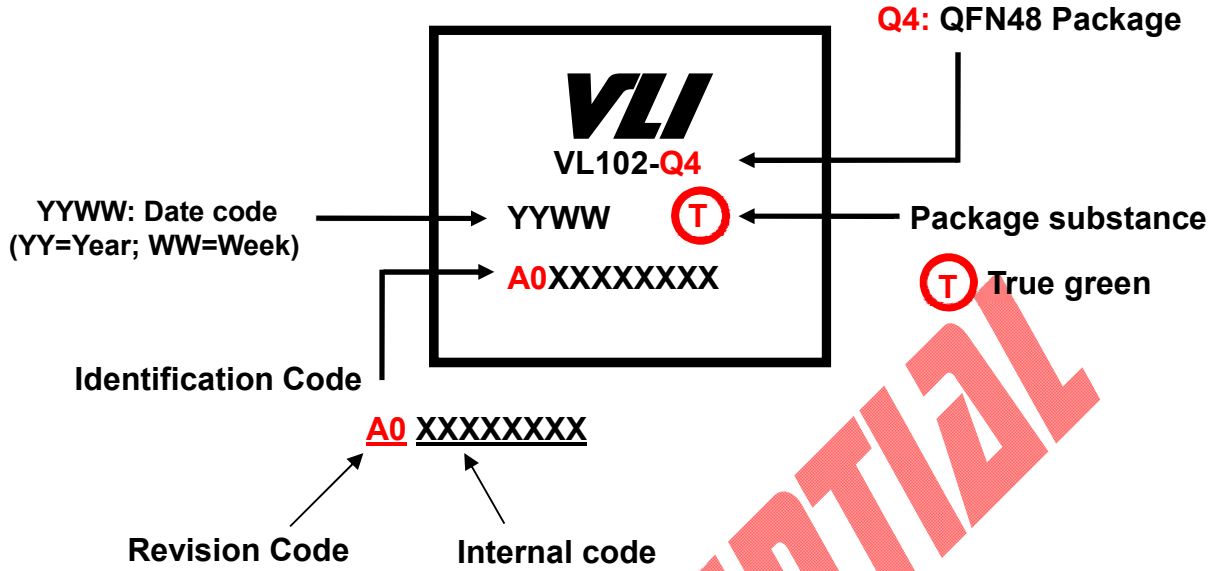 Q4: QFN48 Package
VLI
VL102-Q4
YYWW: Date code
(YY=Year; WW=Week)
YYWW T
Package substance
A0XXXXXXXX
T True green
Identification Code
A0 XXXXXXXX
Revision Code
Internal code